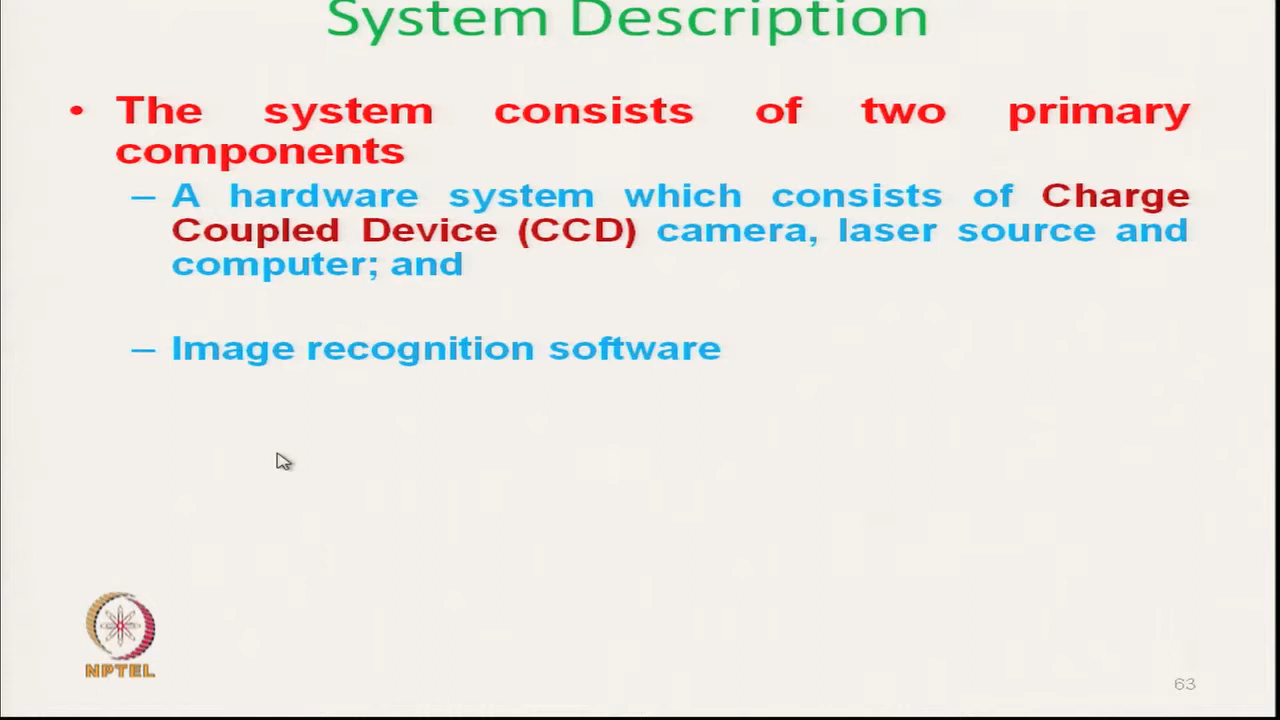 System Description
• The system consists of two primary
components
– A hardware system which consists of Charge
Coupled Device (CCD) camera, laser source and
computer; and
– Image recognition software
NPTEL
63